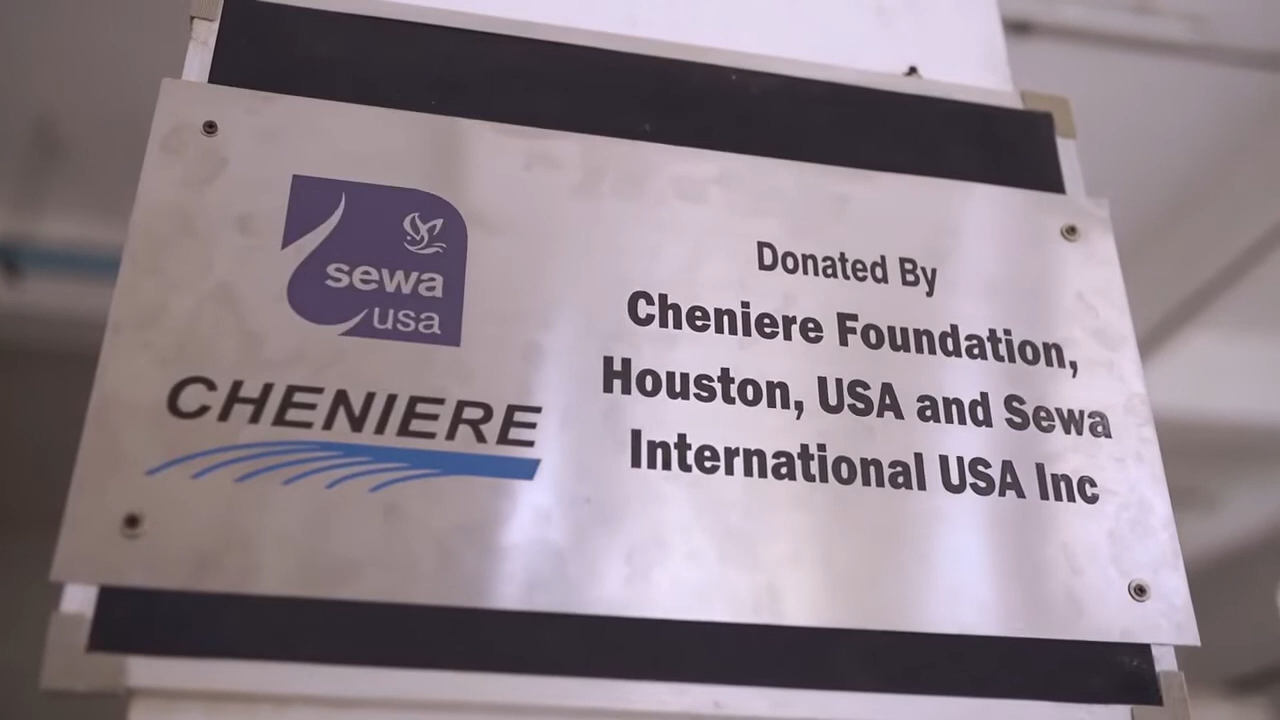 sewa
usa
CHENIERE
Donated By
Cheniere Foundation,
Houston, USA and Sewa
International USA Inc